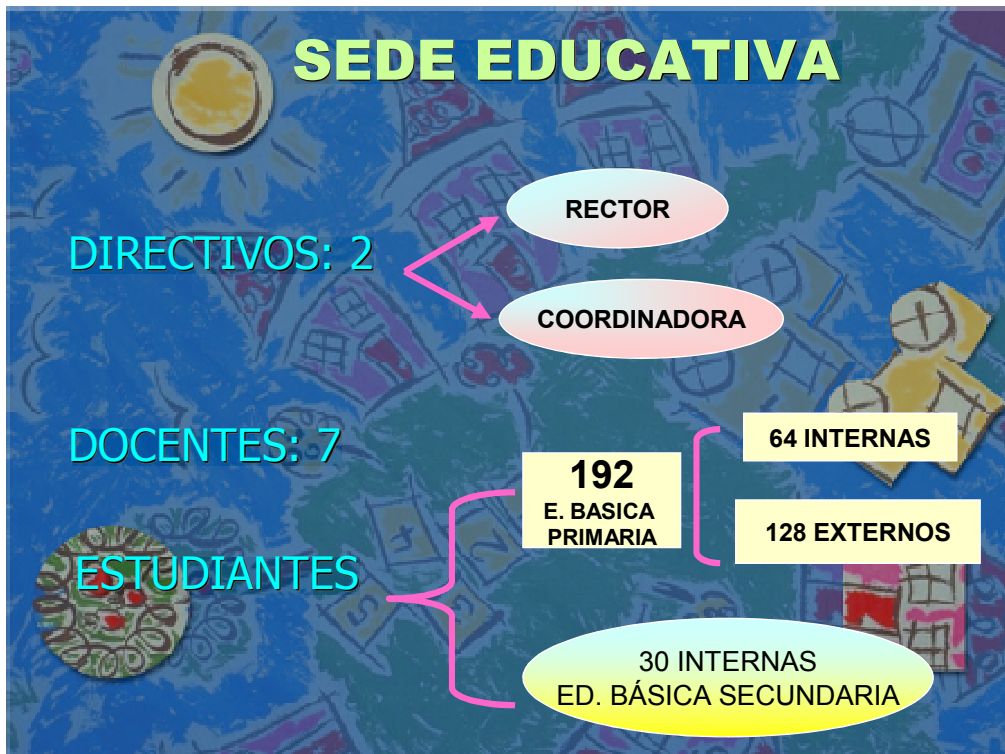 SEDE EDUCATIVA
DIRECTIVOS: 2
RECTOR
COORDINADORA
DOCENTES: 7
ESTUDIANTES
192
E. BASICA
PRIMARIA
64 INTERNAS
128 EXTERNOS
30 INTERNAS
ED. BÁSICA SECUNDARIA